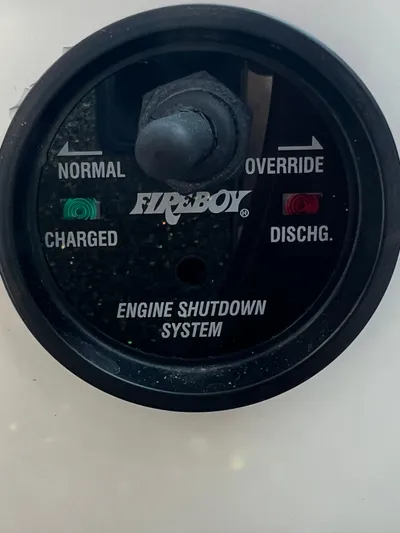 NORMAL OVERRIDE
FIREBOY®
CHARGED DISCHG.
ENGINE SHUTDOWN
SYSTEM